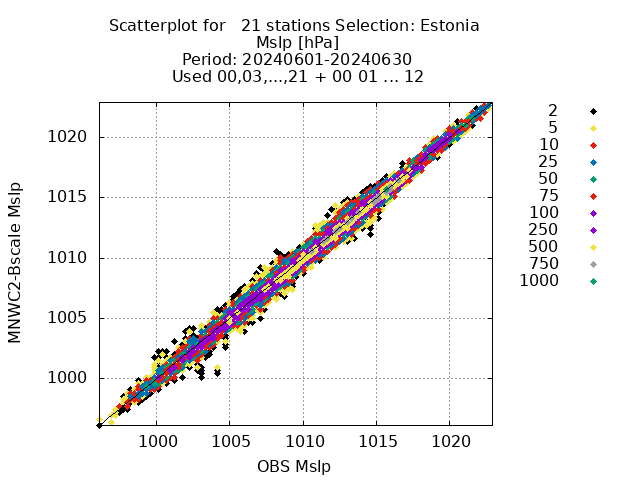 Scatterplot for 21 stations Selection: Estonia
Mslp [hPa]
Period: 20240601-20240630
Used 00,03,...,21 + 00 01 ... 12
MNWC2-Bscale Mslp
1020
1015
1010
1005
1000
1000 1005 1010 1015 1020
OBS Mslp
2
5
10
25
50
75
100
250
500
750
1000